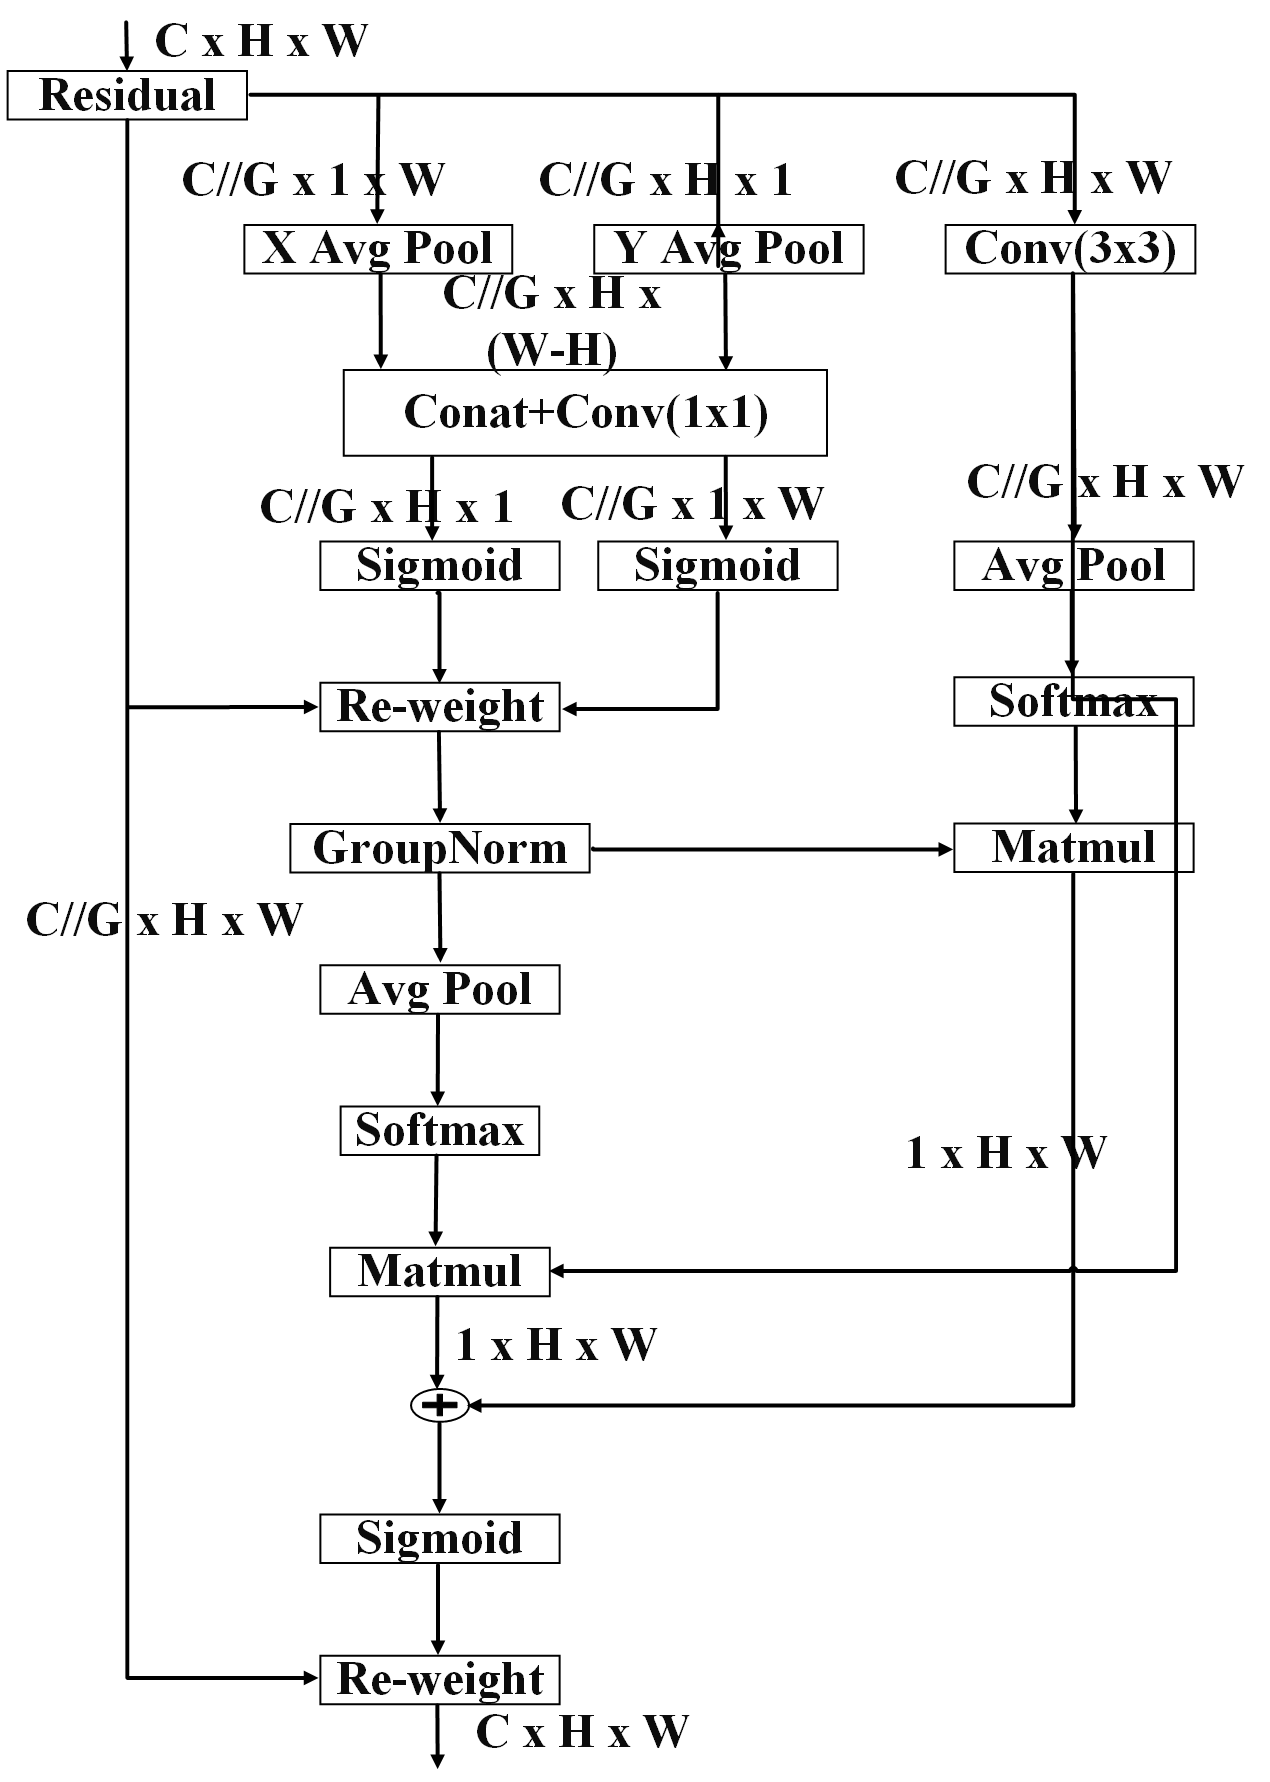 C x H x W
Residual
C//G x 1 x W
C//G x H x 1
C//G x H x W
X Avg Pool
Y Avg Pool
Conv(3x3)
C//G x H x
(W-H)
Conat+Conv(1x1)
C//G x H x 1
C//G x 1 x W
C//G x H x W
Sigmoid
Sigmoid
Avg Pool
Re-weight
Softmax
GroupNorm
Matmul
C//G x H x W
Avg Pool
Softmax
1 x H x W
Matmul
1 x H x W
+
Sigmoid
Re-weight
C x H x W